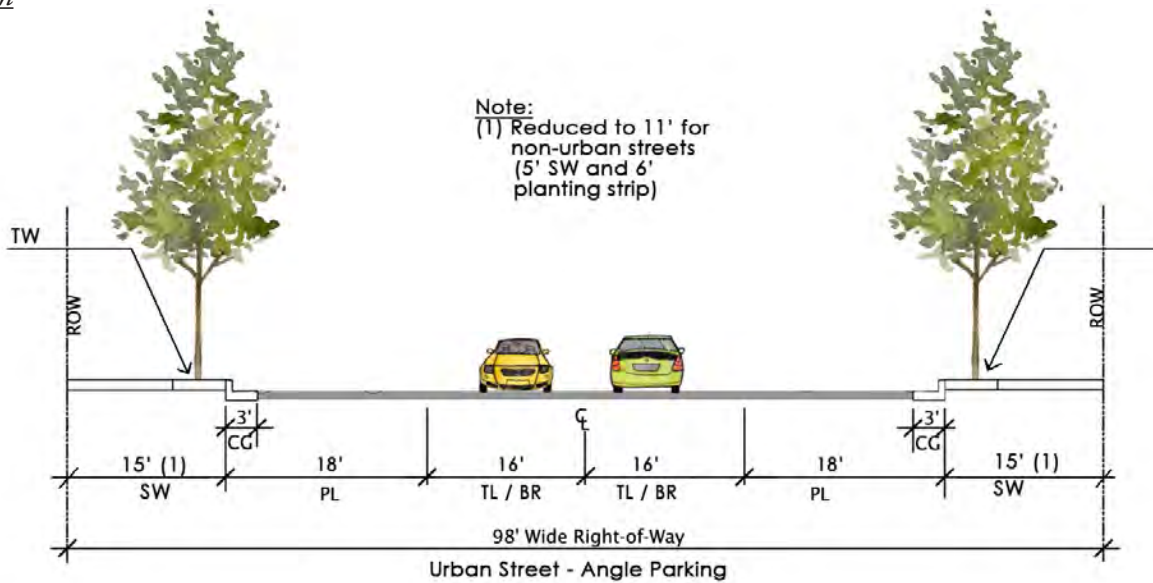 Note:
(1) Reduced to 11' for
non-urban streets
(5' SW and 6'
planting strip)
TW
ROW
ROW
3'
CG
℄
3'
CG
15' (1)
18'
16'
16'
18'
15' (1)
SW
PL
TL / BR
TL / BR
PL
SW
98' Wide Right-of-Way
Urban Street - Angle Parking